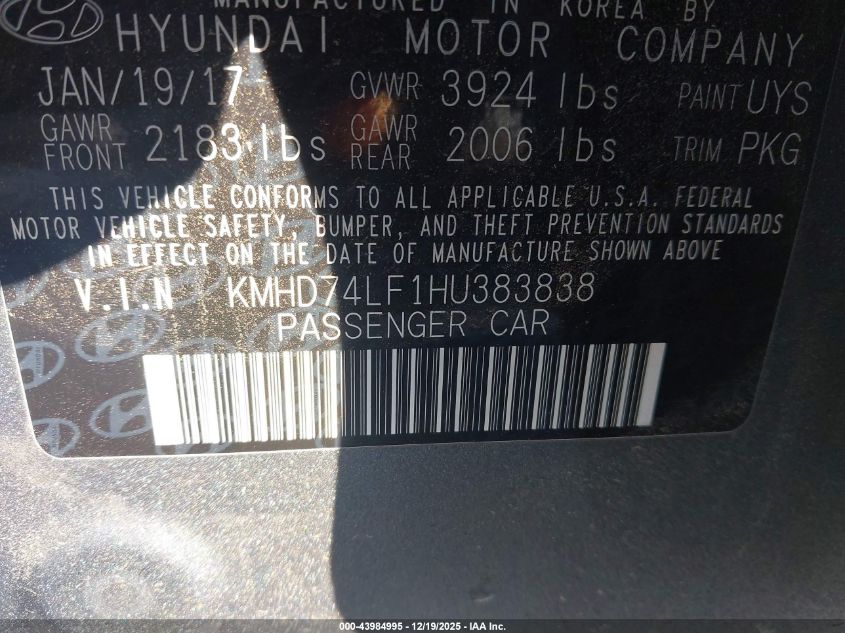 MANUFACTURED IN KOREA BY
HYUNDAI MOTOR COMPANY
JAN/19/17 GVWR 3924 lbs PAINT UYS
GAWR FRONT 2183 lbs GAWR REAR 2006 lbs TRIM PKG
THIS VEHICLE CONFORMS TO ALL APPLICABLE U.S.A. FEDERAL
MOTOR VEHICLE SAFETY, BUMPER, AND THEFT PREVENTION STANDARDS
IN EFFECT ON THE DATE OF MANUFACTURE SHOWN ABOVE
V.I.N KMHD74LF1HU383838
PASSENGER CAR
000-43984995 - 12/19/2025 - IAA Inc.